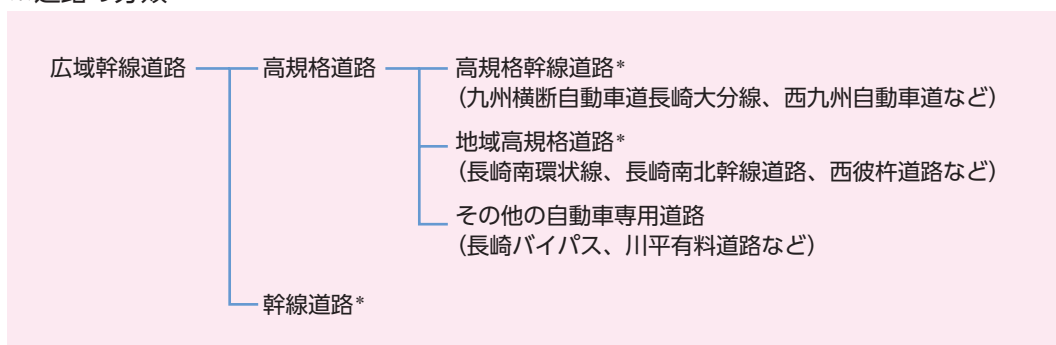 広域幹線道路 高規格道路 高規格幹線道路*
(九州横断自動車道長崎大分線、西九州自動車道など)
地域高規格道路*
(長崎南環状線、長崎南北幹線道路、西彼杵道路など)
その他の自動車専用道路
(長崎バイパス、川平有料道路など)
幹線道路*